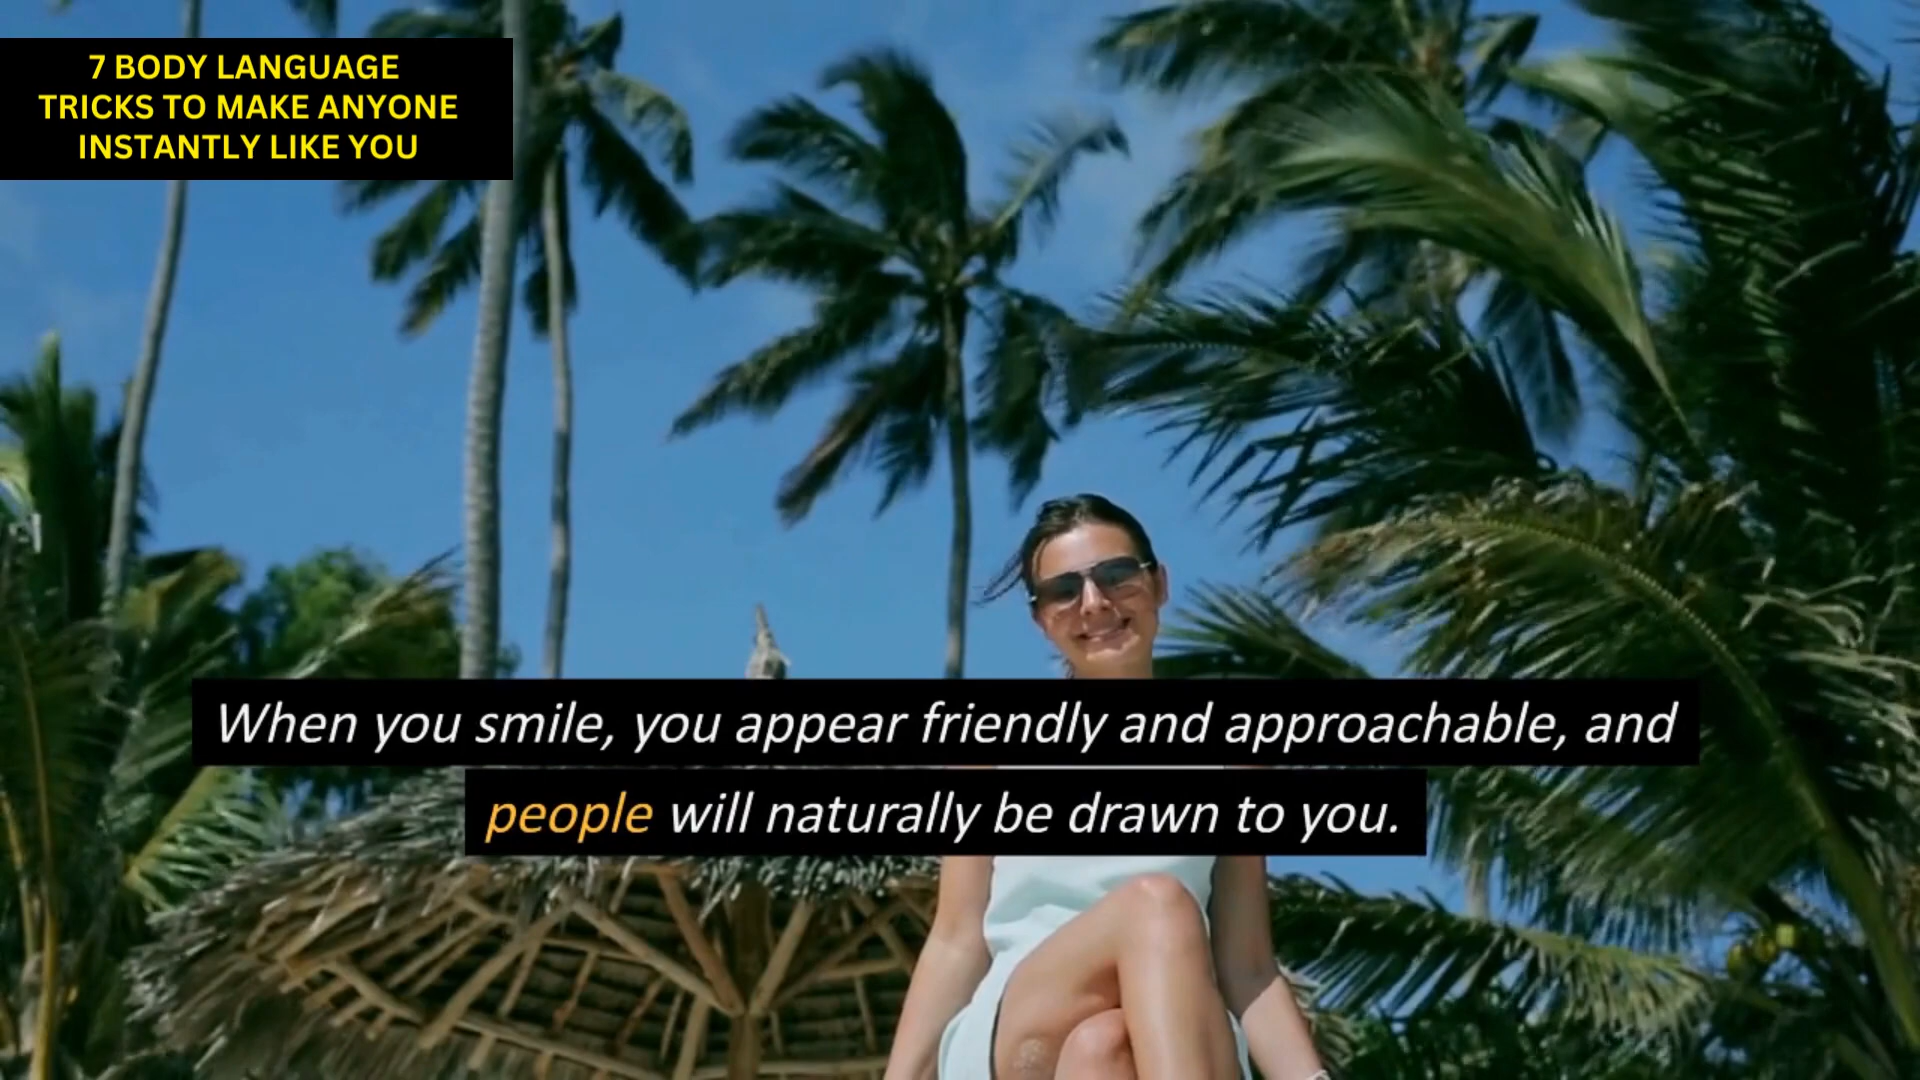 7 BODY LANGUAGE
TRICKS TO MAKE ANYONE
INSTANTLY LIKE YOU
When you smile, you appear friendly and approachable, and
people will naturally be drawn to you.